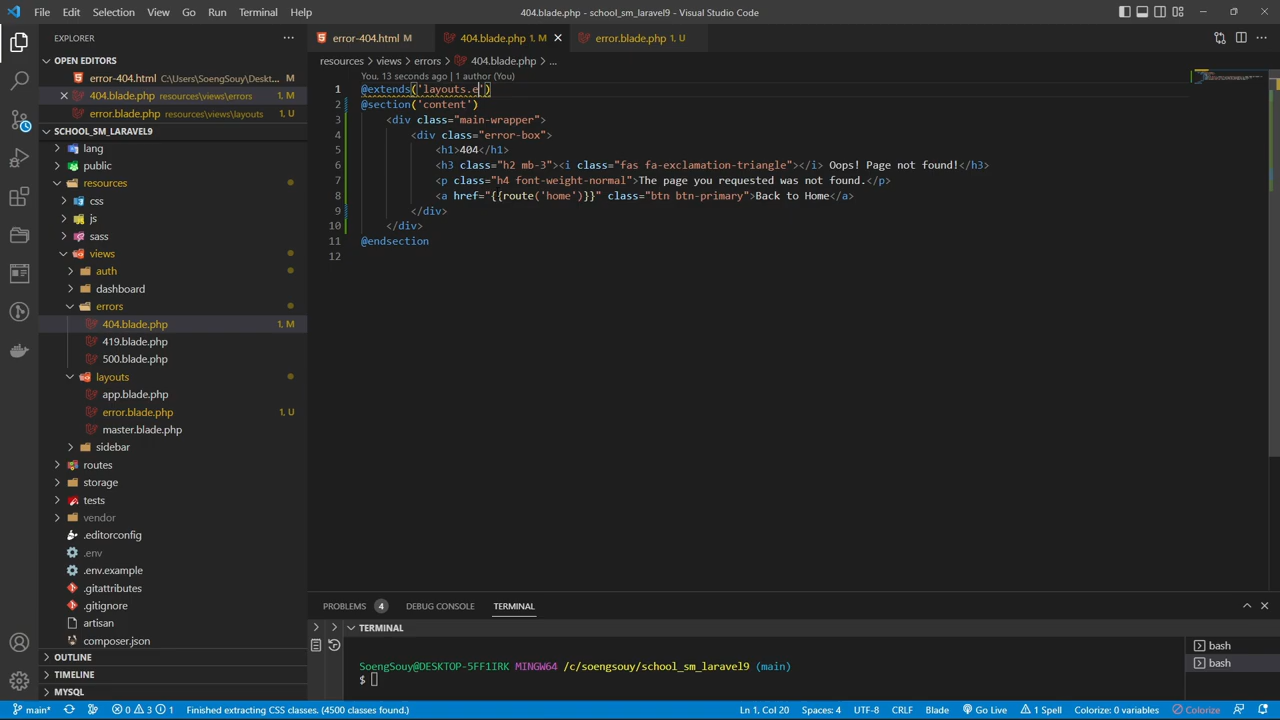 File Edit Selection View Go Run Terminal Help
404.blade.php - school_sm_laravel9 - Visual Studio Code
EXPLORER
error-404.html 404.blade.php 1, M error.blade.php 1, U
OPEN EDITORS
error-404.html C:\Users\SoengSouy\Deskt...
404.blade.php resources\views\errors
error.blade.php resources\views\layouts
SCHOOL_SM_LARAVEL9
lang
public
resources
css
js
sass
views
auth
dashboard
errors
404.blade.php 1, M
419.blade.php
500.blade.php
layouts
app.blade.php
error.blade.php 1, U
master.blade.php
sidebar
routes
storage
tests
vendor
.editorconfig
.env
.env.example
.gitattributes
.gitignore
artisan
composer.json
OUTLINE
TIMELINE
MYSQL
resources > views > errors > 404.blade.php > ...
You, 13 seconds ago | 1 author (You)
1 @extends('layouts.e')
2 @section('content')
3 <div class="main-wrapper">
4 <div class="error-box">
5 <h1>404</h1>
6 <h3 class="h2 mb-3"><i class="fas fa-exclamation-triangle"></i> Oops! Page not found!</h3>
7 <p class="h4 font-weight-normal">The page you requested was not found.</p>
8 <a href="{{route('home')}}" class="btn btn-primary">Back to Home</a>
9 </div>
10 </div>
11 @endsection
12
PROBLEMS 4 DEBUG CONSOLE TERMINAL
TERMINAL
SoengSouy@DESKTOP-5FF1IRK MINGW64 /c/soengsouy/school_sm_laravel9 (main)
$
bash
bash
main* 0 3 1 Finished extracting CSS classes. (4500 classes found.) Ln 1, Col 20 Spaces: 4 UTF-8 CRLF Blade Go Live 1 Spell Colorize: 0 variables Colorize